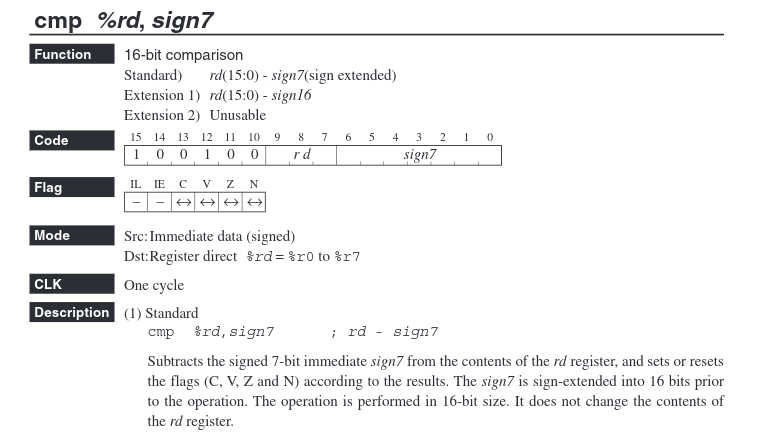 cmp %rd, sign7
Function 16-bit comparison
Standard) rd(15:0) - sign7(sign extended)
Extension 1) rd(15:0) - sign16
Extension 2) Unusable
Code 15 14 13 12 11 10 9 8 7 6 5 4 3 2 1 0
1 0 0 1 0 0 r d sign7
Flag IL IE C V Z N
– – ↔ ↔ ↔ ↔
Mode Src:Immediate data (signed)
Dst:Register direct %rd = %r0 to %r7
CLK One cycle
Description (1) Standard
cmp %rd,sign7 ; rd - sign7
Subtracts the signed 7-bit immediate sign7 from the contents of the rd register, and sets or resets
the flags (C, V, Z and N) according to the results. The sign7 is sign-extended into 16 bits prior
to the operation. The operation is performed in 16-bit size. It does not change the contents of
the rd register.